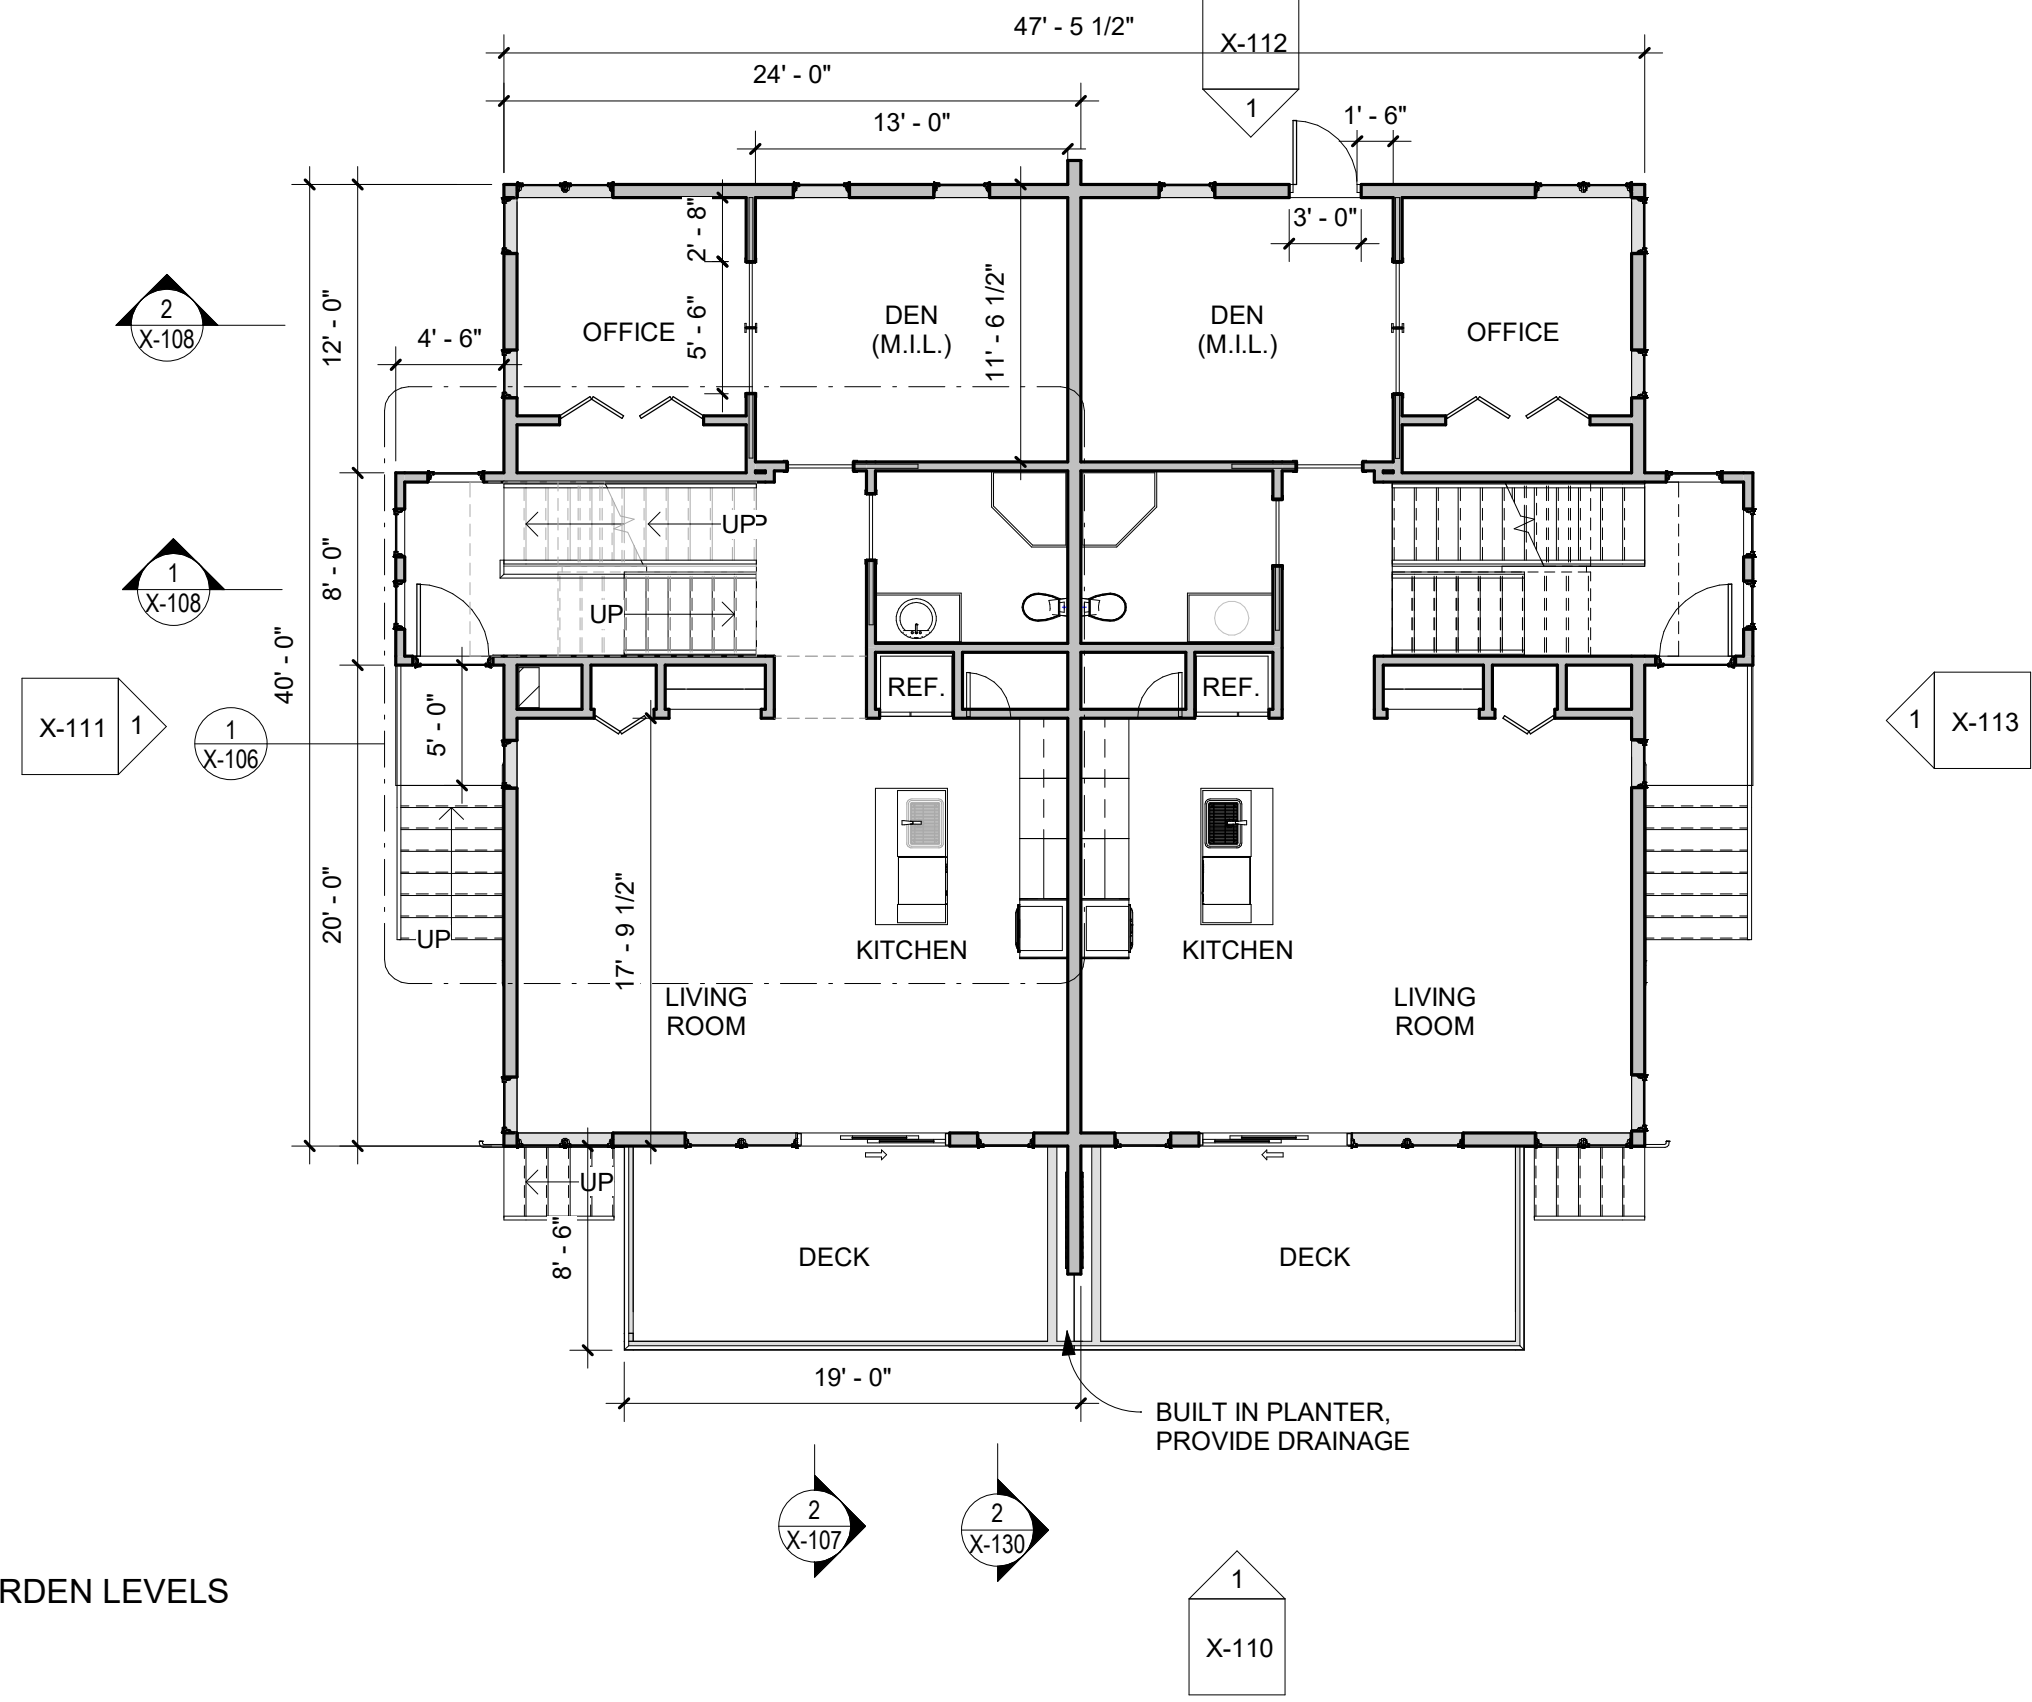 47' - 5 1/2"
X-112
24' - 0"
1
13' - 0"
1' - 6"
2' - 8"
3' - 0"
2
X-108
12' - 0"
4' - 6"
OFFICE
5' - 6"
DEN
(M.I.L.)
11' - 6 1/2"
DEN
(M.I.L.)
OFFICE
UP
1
X-108
8' - 0"
UP
40' - 0"
REF.
REF.
X-111
1
1
X-106
5' - 0"
1
X-113
20' - 0"
17' - 9 1/2"
UP
KITCHEN
KITCHEN
LIVING
ROOM
LIVING
ROOM
UP
8' - 6"
DECK
DECK
19' - 0"
BUILT IN PLANTER,
PROVIDE DRAINAGE
2
X-107
2
X-130
RDEN LEVELS
1
X-110